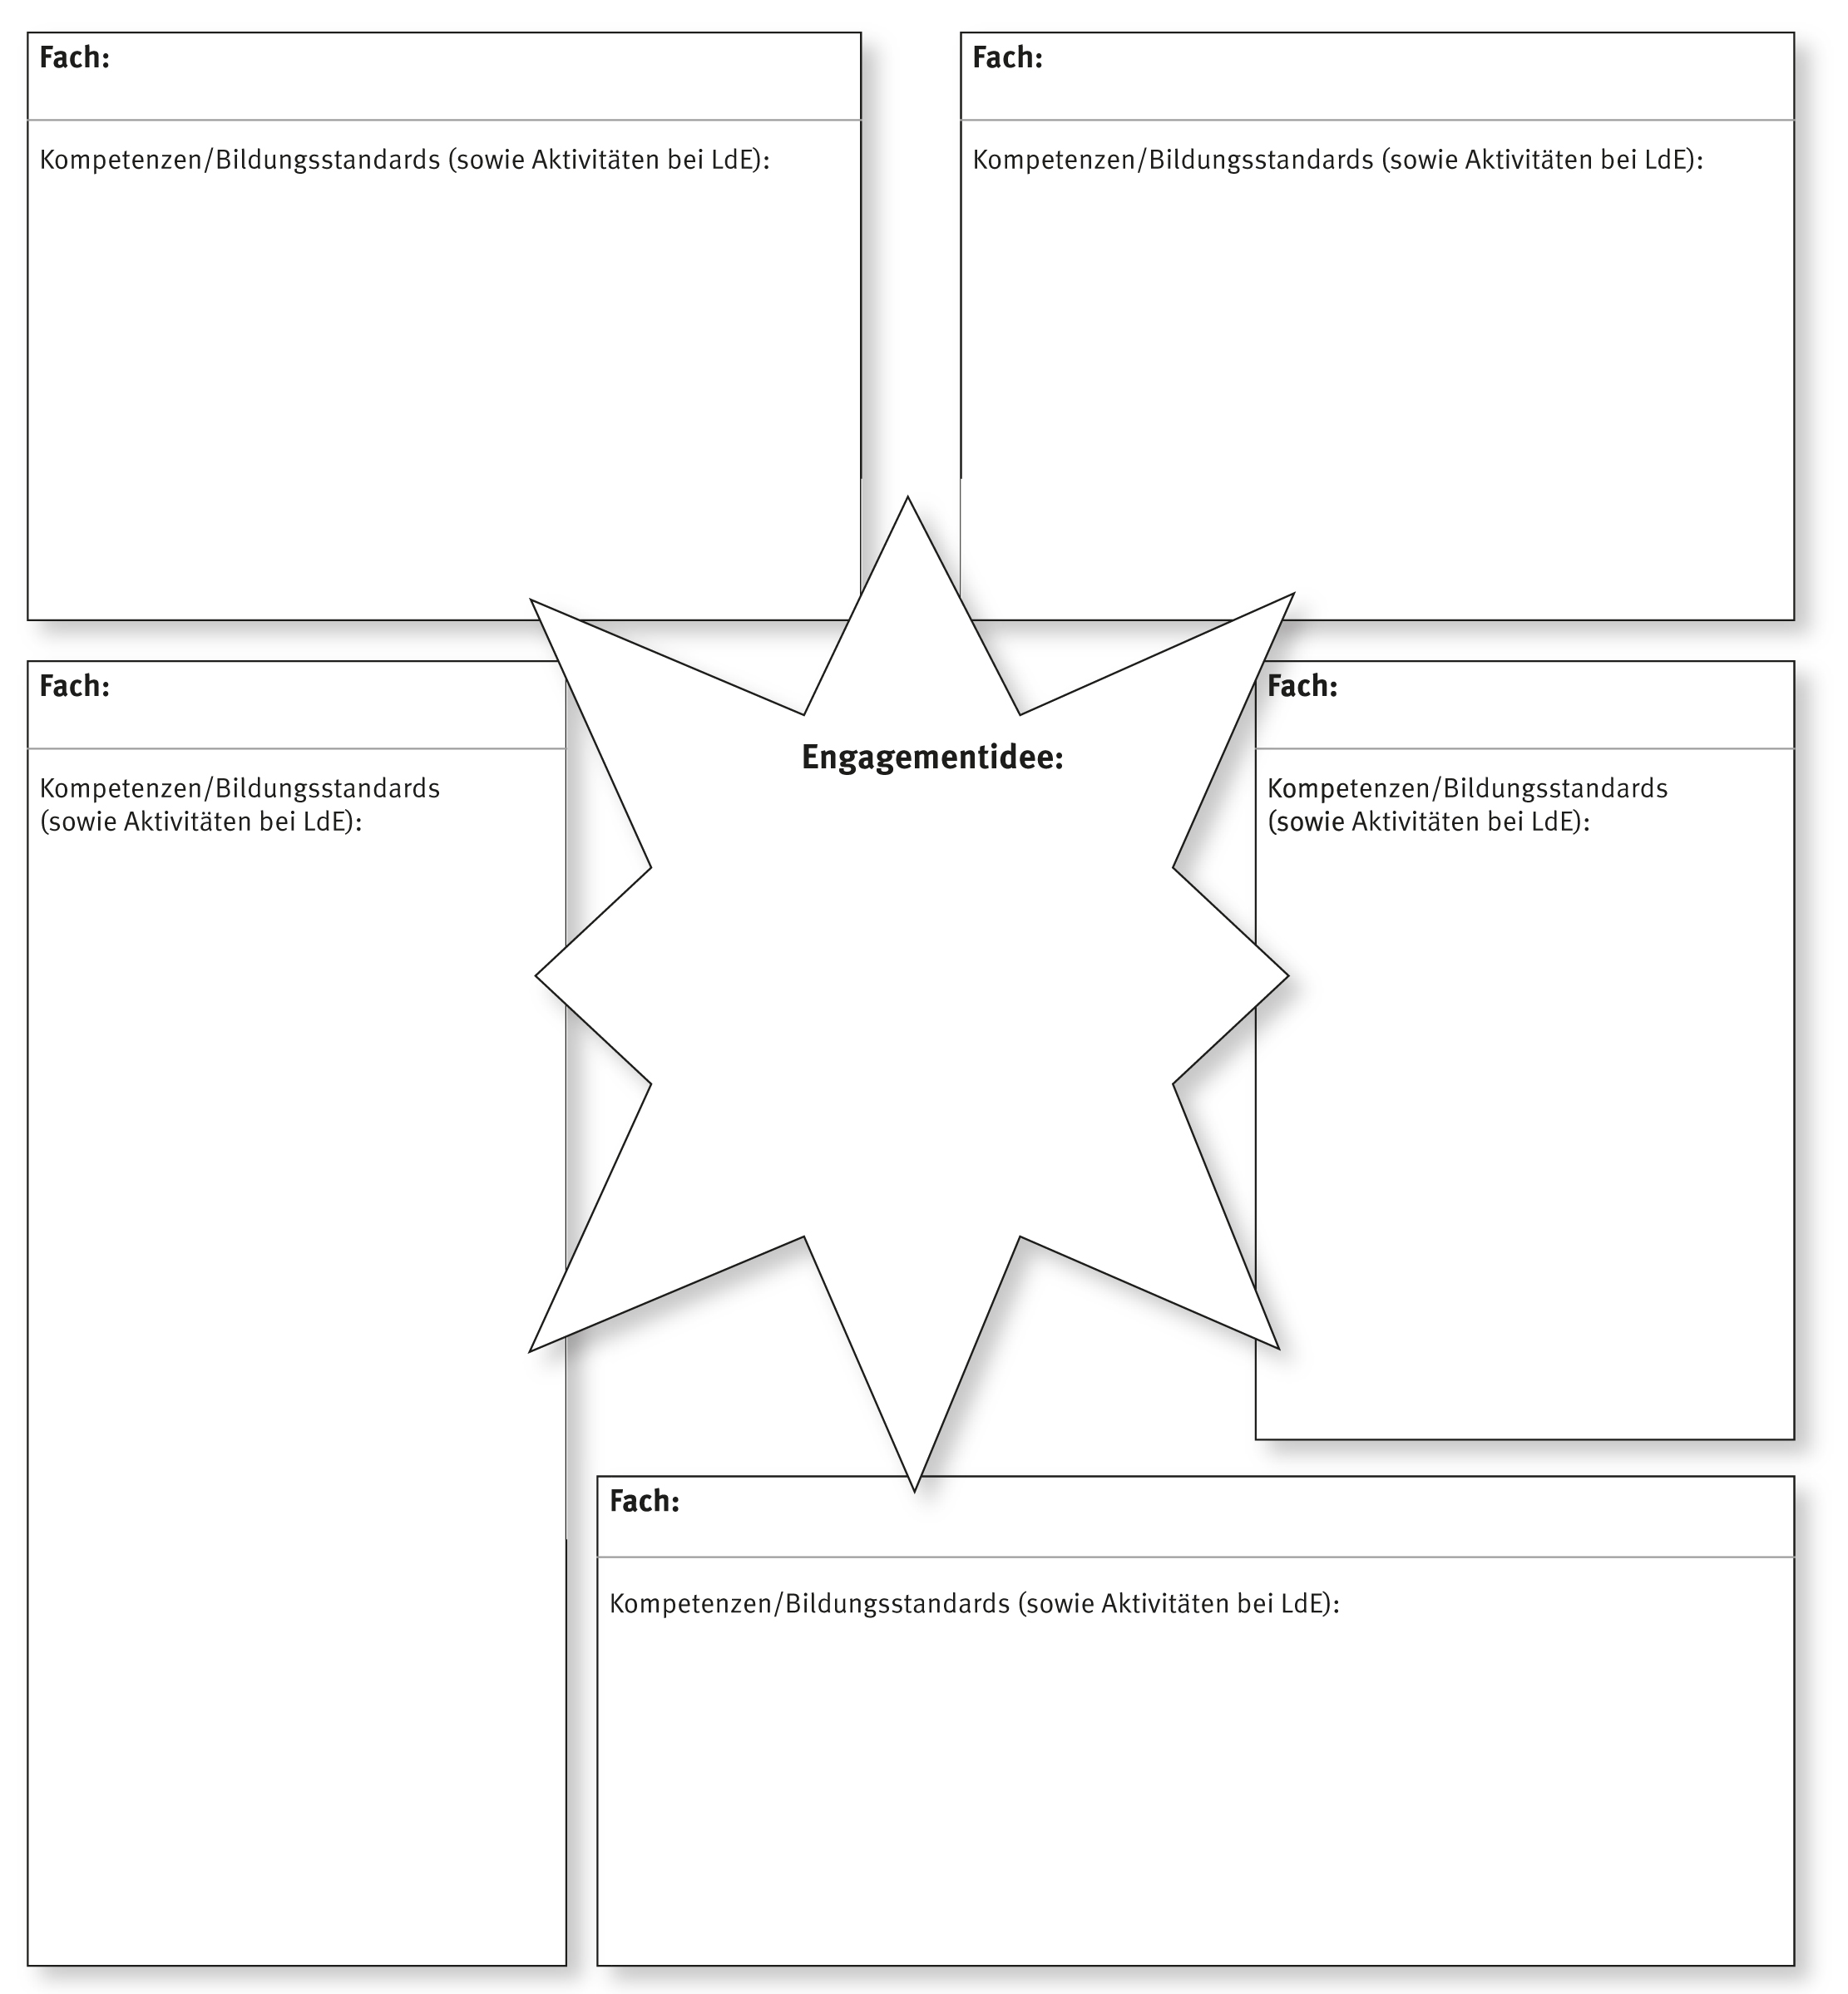 Fach:
Kompetenzen/Bildungsstandards (sowie Aktivitäten bei LdE):
Fach:
Kompetenzen/Bildungsstandards (sowie Aktivitäten bei LdE):
Fach:
Kompetenzen/Bildungsstandards
(sowie Aktivitäten bei LdE):
Engagementidee:
Fach:
Kompetenzen/Bildungsstandards
(sowie Aktivitäten bei LdE):
Fach:
Kompetenzen/Bildungsstandards (sowie Aktivitäten bei LdE):